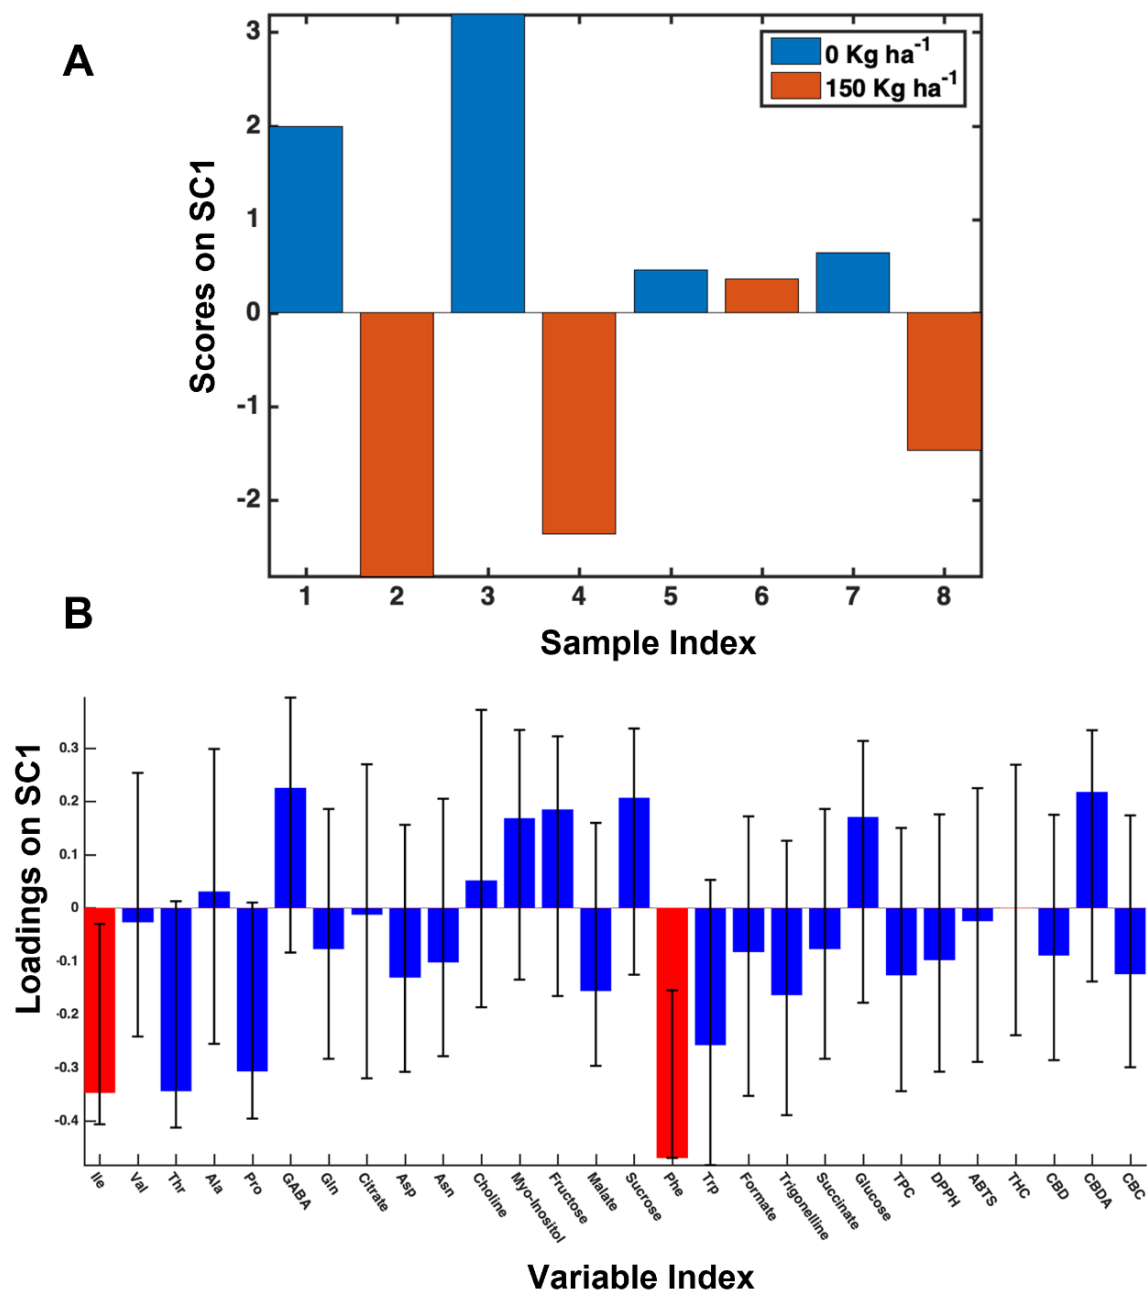 A
0 Kg ha⁻¹
150 Kg ha⁻¹
Scores on SC1
3
2
1
0
-1
-2
1 2 3 4 5 6 7 8
Sample Index
B
Loadings on SC1
0.3
0.2
0.1
0
-0.1
-0.2
-0.3
-0.4
Ile Val Thr Ala Pro GABA Gln Citrate Asp Asn Choline Myo-Inositol Fructose Malate Sucrose Phe Trp Formate Trigonelline Succinate Glucose TPC DPPH ABTS THC CBD CBDA CBC
Variable Index